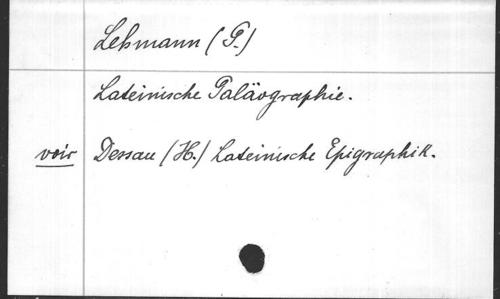 Lehmann (P.)
Lateinische Paläographie.
voir Dessau (H.) Lateinische Epigraphik.